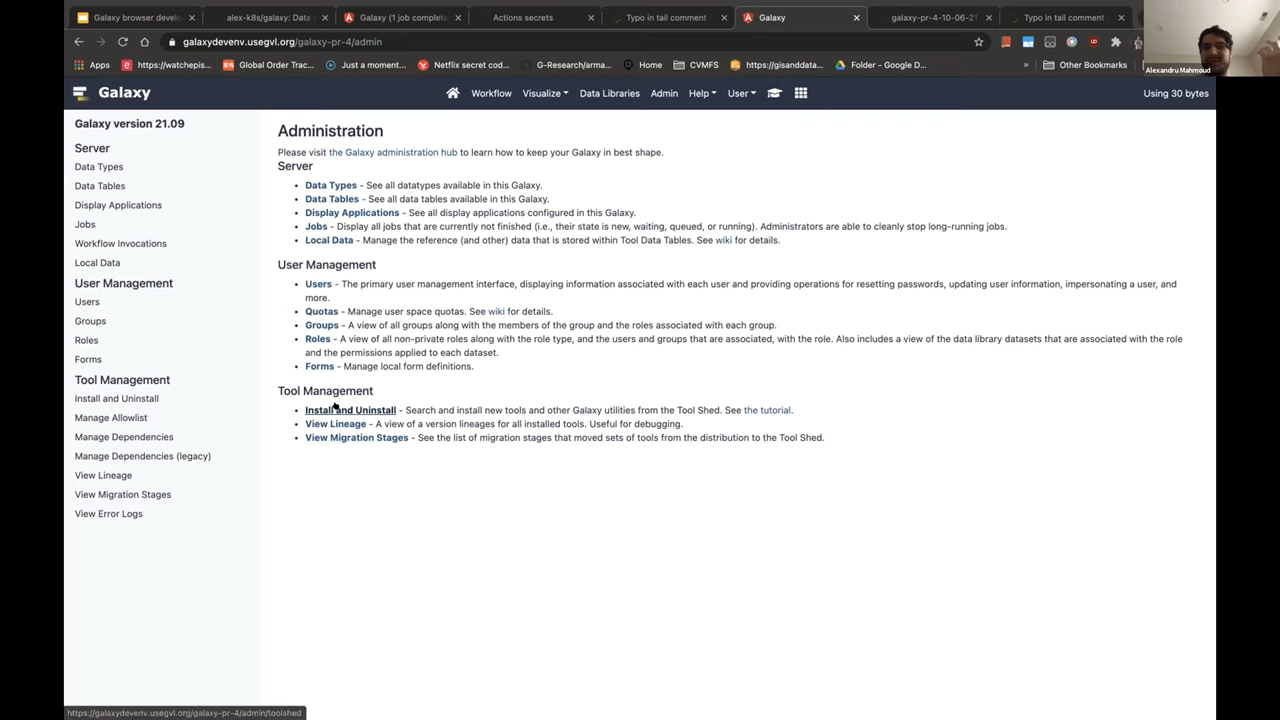 Galaxy browser develo
alex-k8s/galaxy: Data
Galaxy (1 job complete
Actions secrets
Typo in tail comment
Galaxy
galaxy-pr-4-10-06-21
Typo in tail comment
galaxydevenv.usegvl.org/galaxy-pr-4/admin
Apps
https://watchepis...
Global Order Trac...
Just a moment...
Netflix secret cod...
G-Research/arma...
Home
CVMFS
https://gisanddata...
Folder - Google D...
»
Other Bookmarks
Alexandru Mahmoud
Galaxy
Workflow
Visualize
Data Libraries
Admin
Help
User
Using 30 bytes
Galaxy version 21.09
Server
Data Types
Data Tables
Display Applications
Jobs
Workflow Invocations
Local Data
User Management
Users
Groups
Roles
Forms
Tool Management
Install and Uninstall
Manage Allowlist
Manage Dependencies
Manage Dependencies (legacy)
View Lineage
View Migration Stages
View Error Logs
Administration
Please visit the Galaxy administration hub to learn how to keep your Galaxy in best shape.
Server
• Data Types - See all datatypes available in this Galaxy.
• Data Tables - See all data tables available in this Galaxy.
• Display Applications - See all display applications configured in this Galaxy.
• Jobs - Display all jobs that are currently not finished (i.e., their state is new, waiting, queued, or running). Administrators are able to cleanly stop long-running jobs.
• Local Data - Manage the reference (and other) data that is stored within Tool Data Tables. See wiki for details.
User Management
• Users - The primary user management interface, displaying information associated with each user and providing operations for resetting passwords, updating user information, impersonating a user, and
more.
• Quotas - Manage user space quotas. See wiki for details.
• Groups - A view of all groups along with the members of the group and the roles associated with each group.
• Roles - A view of all non-private roles along with the role type, and the users and groups that are associated, with the role. Also includes a view of the data library datasets that are associated with the role
and the permissions applied to each dataset.
• Forms - Manage local form definitions.
Tool Management
• Install and Uninstall - Search and install new tools and other Galaxy utilities from the Tool Shed. See the tutorial.
• View Lineage - A view of a version lineages for all installed tools. Useful for debugging.
• View Migration Stages - See the list of migration stages that moved sets of tools from the distribution to the Tool Shed.
https://galaxydevenv.usegvl.org/galaxy-pr-4/admin/toolshed